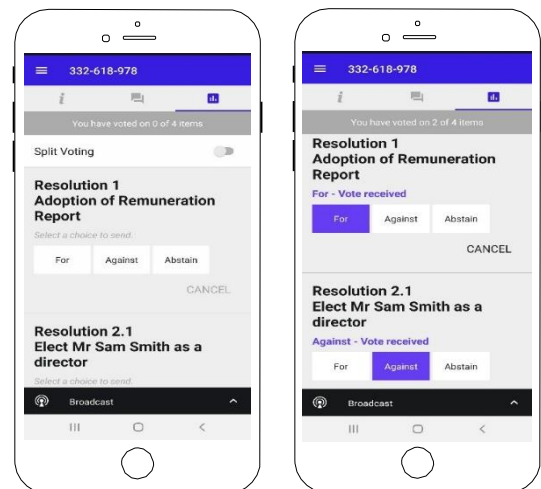 332-618-978
You have voted on 0 of 4 items
Split Voting
Resolution 1
Adoption of Remuneration
Report
Select a choice to send.
For Against Abstain
CANCEL
Resolution 2.1
Elect Mr Sam Smith as a
director
Select a choice to send.
Broadcast
332-618-978
You have voted on 2 of 4 items
Resolution 1
Adoption of Remuneration
Report
For - Vote received
For Against Abstain
CANCEL
Resolution 2.1
Elect Mr Sam Smith as a
director
Against - Vote received
For Against Abstain
Broadcast